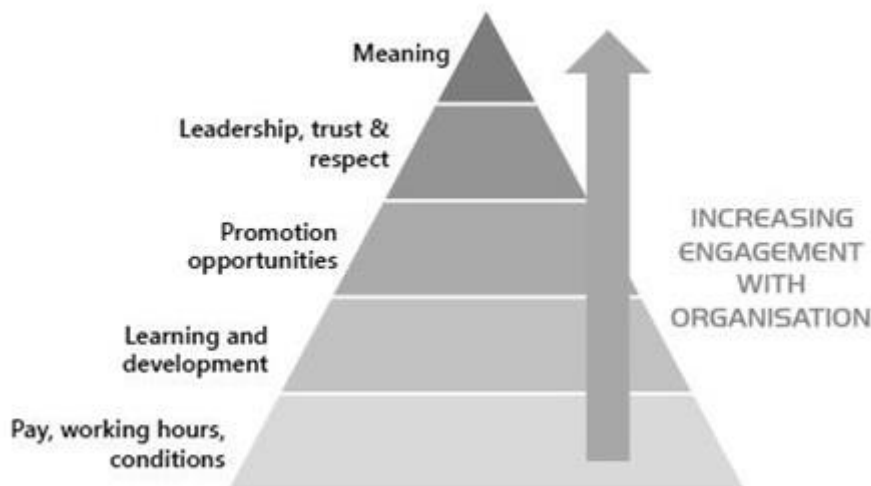 Meaning
Leadership, trust &
respect
Promotion
opportunities
Learning and
development
Pay, working hours,
conditions
INCREASING
ENGAGEMENT
WITH
ORGANISATION